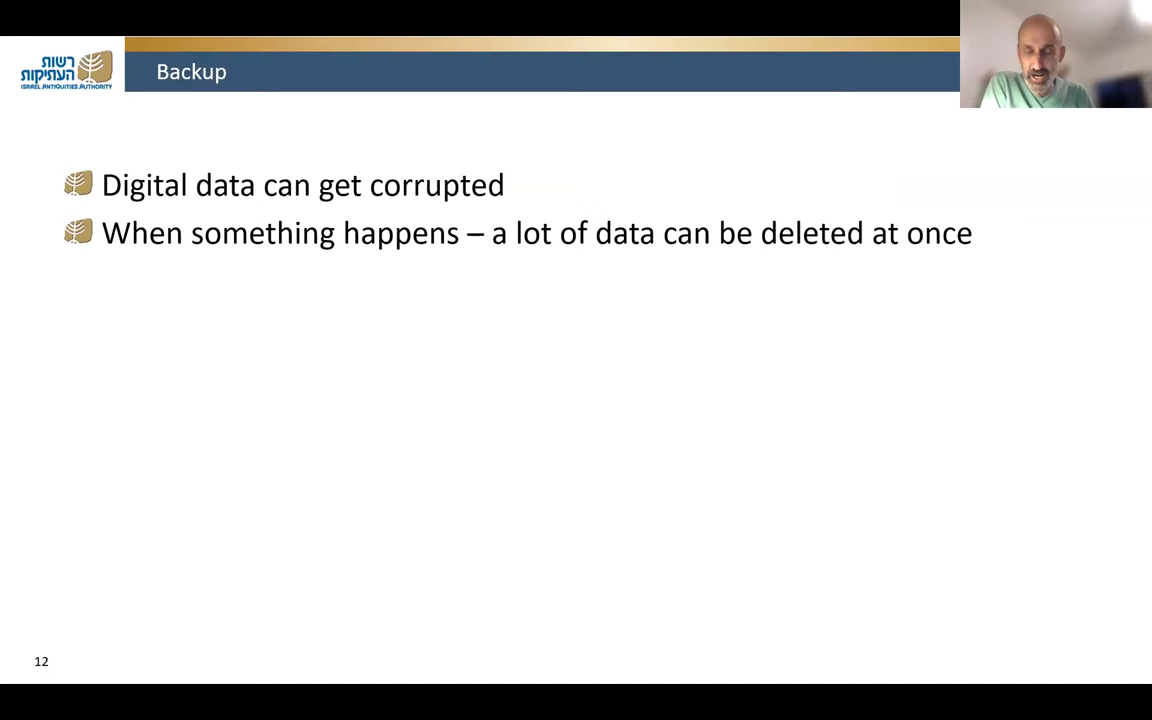 רשות
העתיקות
ISRAEL ANTIQUITIES AUTHORITY
Backup
Digital data can get corrupted
When something happens – a lot of data can be deleted at once
12